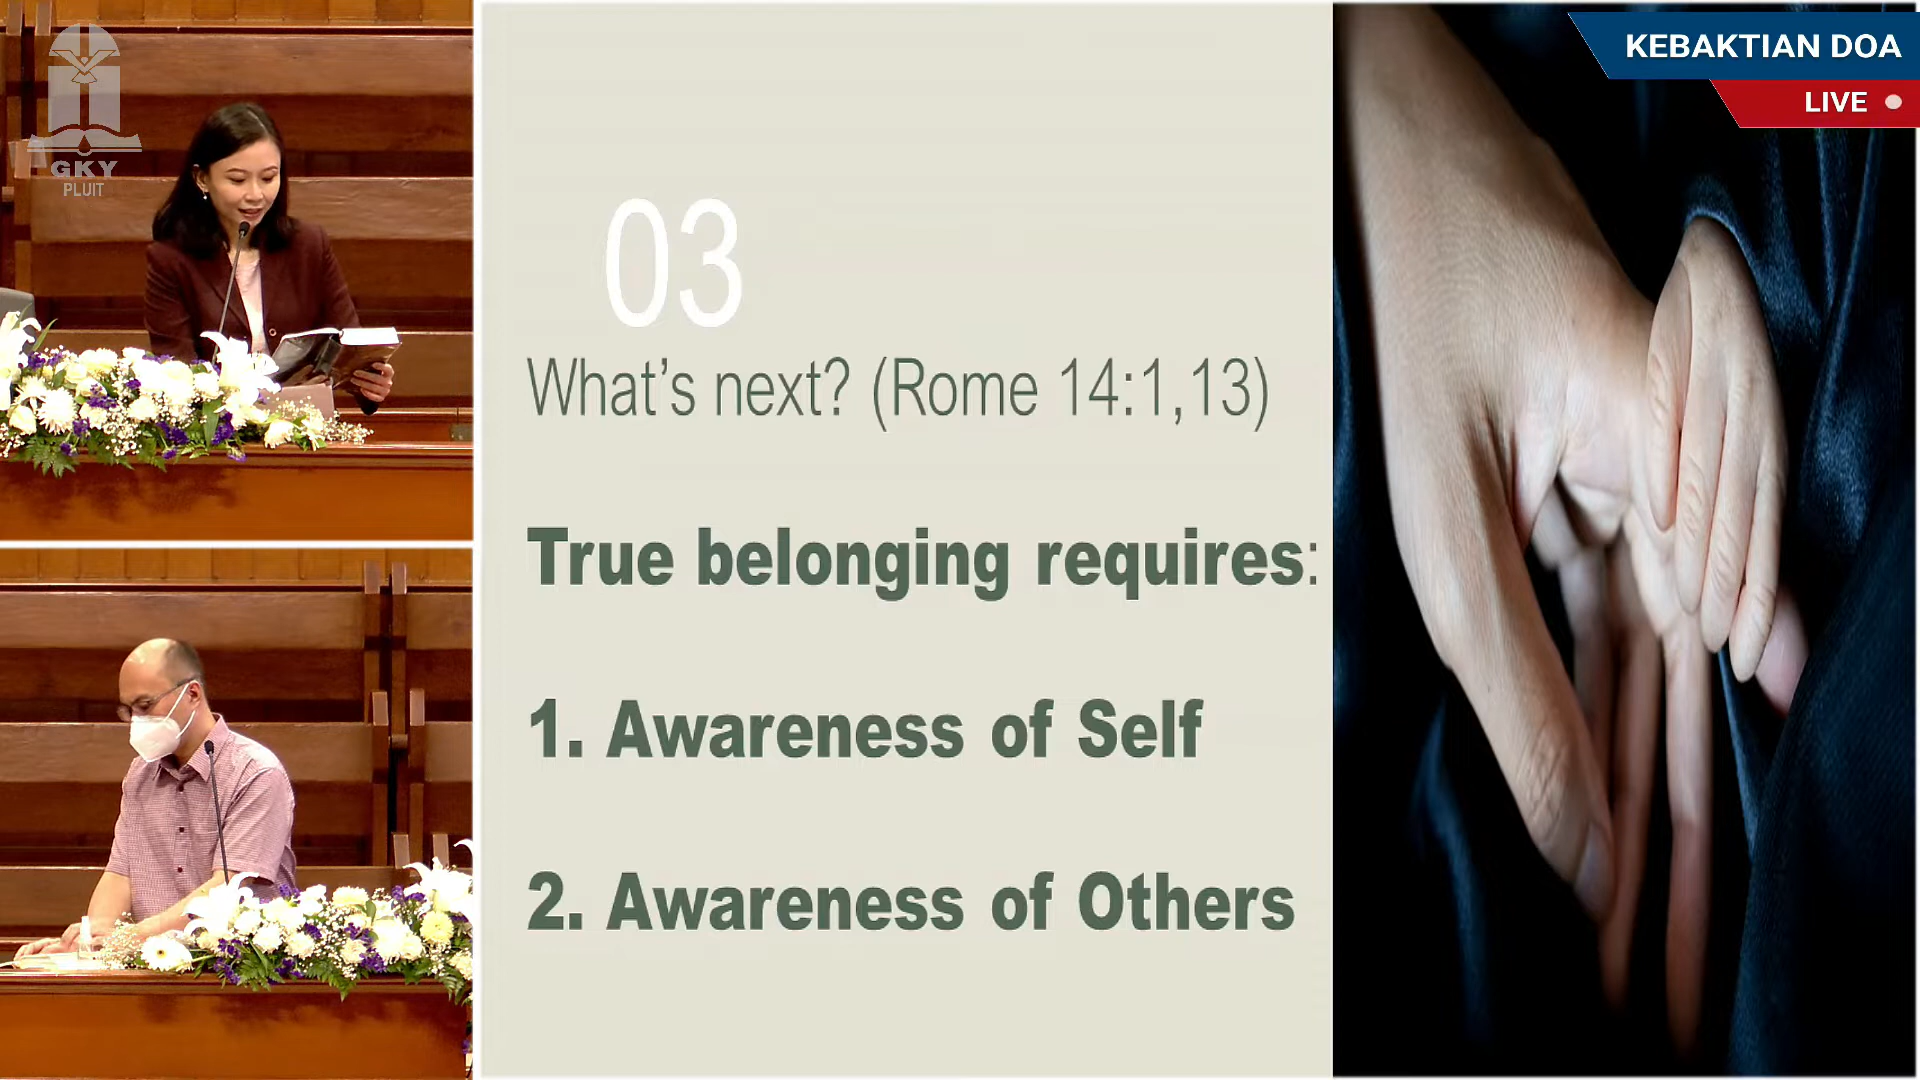 GKY
PLUIT
KEBAKTIAN DOA
LIVE
03
What's next? (Rome 14:1,13)
True belonging requires:
1. Awareness of Self
2. Awareness of Others